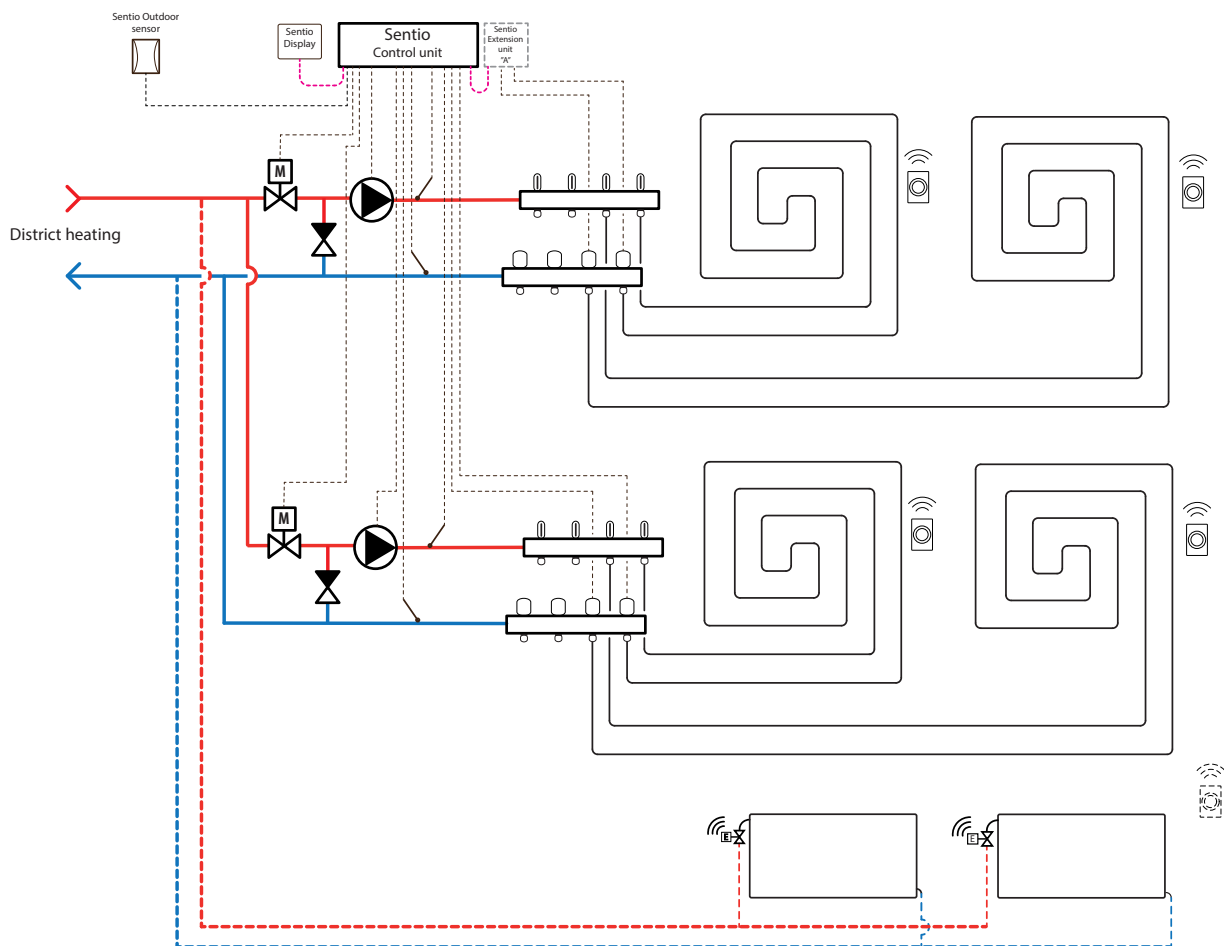 Sentio Outdoor
sensor
Sentio
Display
Sentio
Control unit
Sentio
Extension
unit
"A"
M
District heating
M
E
E